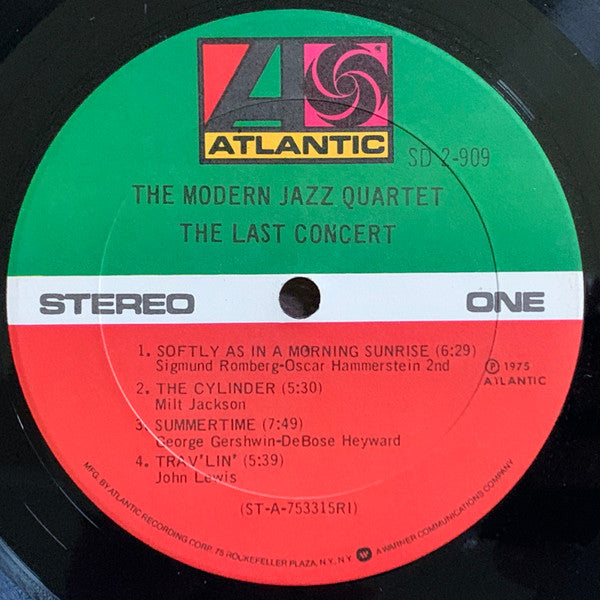 ATLANTIC
SD 2-909
THE MODERN JAZZ QUARTET
THE LAST CONCERT
STEREO
ONE
1. SOFTLY AS IN A MORNING SUNRISE (6:29)
Sigmund Romberg-Oscar Hammerstein 2nd
2. THE CYLINDER (5:30)
Milt Jackson
3. SUMMERTIME (7:49)
George Gershwin-DeBose Heyward
4. TRAV'LIN' (5:39)
John Lewis
℗ 1975
ATLANTIC
(ST-A-753315RI)
MFG. BY ATLANTIC RECORDING CORP. 75 ROCKEFELLER PLAZA, N.Y., N.Y. A WARNER COMMUNICATIONS COMPANY